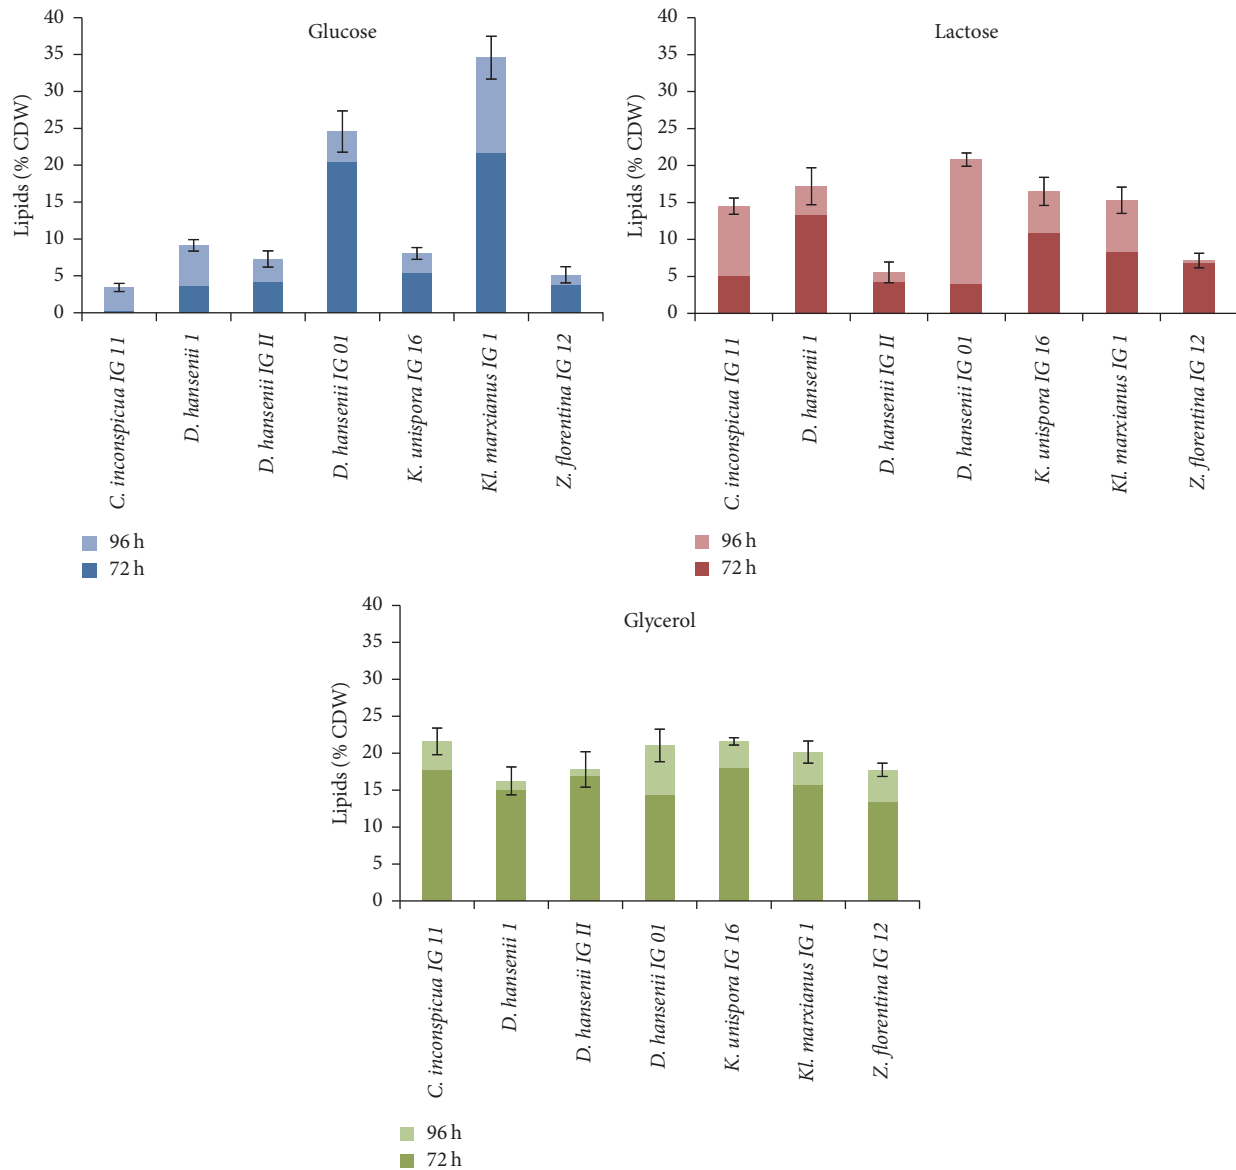 Glucose
Lipids (% CDW)
40
35
30
25
20
15
10
5
0
C. inconspicua IG 11
D. hansenii 1
D. hansenii IG II
D. hansenii IG 01
K. unispora IG 16
Kl. marxianus IG 1
Z. florentina IG 12
96 h
72 h
Lactose
Lipids (% CDW)
40
35
30
25
20
15
10
5
0
C. inconspicua IG 11
D. hansenii 1
D. hansenii IG II
D. hansenii IG 01
K. unispora IG 16
Kl. marxianus IG 1
Z. florentina IG 12
96 h
72 h
Glycerol
Lipids (% CDW)
40
35
30
25
20
15
10
5
0
C. inconspicua IG 11
D. hansenii 1
D. hansenii IG II
D. hansenii IG 01
K. unispora IG 16
Kl. marxianus IG 1
Z. florentina IG 12
96 h
72 h